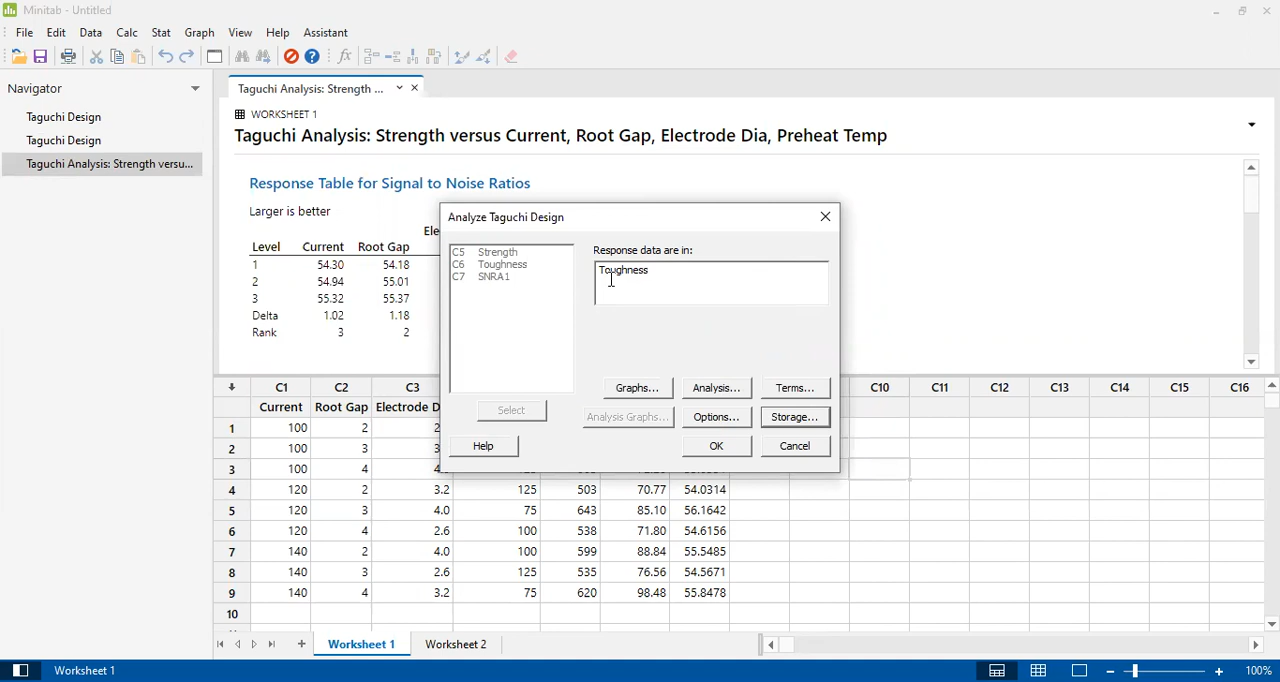 Minitab - Untitled
File Edit Data Calc Stat Graph View Help Assistant
Navigator
Taguchi Analysis: Strength ...
Taguchi Design
Taguchi Design
Taguchi Analysis: Strength versu...
WORKSHEET 1
Taguchi Analysis: Strength versus Current, Root Gap, Electrode Dia, Preheat Temp
Response Table for Signal to Noise Ratios
Larger is better
Ele
Level Current Root Gap
1 54.30 54.18
2 54.94 55.01
3 55.32 55.37
Delta 1.02 1.18
Rank 3 2
Analyze Taguchi Design
C5 Strength
C6 Toughness
C7 SNRA1
Response data are in:
Toughness
Graphs... Analysis... Terms...
Select Analysis Graphs... Options... Storage...
Help OK Cancel
C1 C2 C3 C10 C11 C12 C13 C14 C15 C16
Current Root Gap Electrode D
1 100 2
2 100 3
3 100 4
4 120 2 3.2 125 503 70.77 54.0314
5 120 3 4.0 75 643 85.10 56.1642
6 120 4 2.6 100 538 71.80 54.6156
7 140 2 4.0 100 599 88.84 55.5485
8 140 3 2.6 125 535 76.56 54.5671
9 140 4 3.2 75 620 98.48 55.8478
10
Worksheet 1 Worksheet 2
Worksheet 1 100%